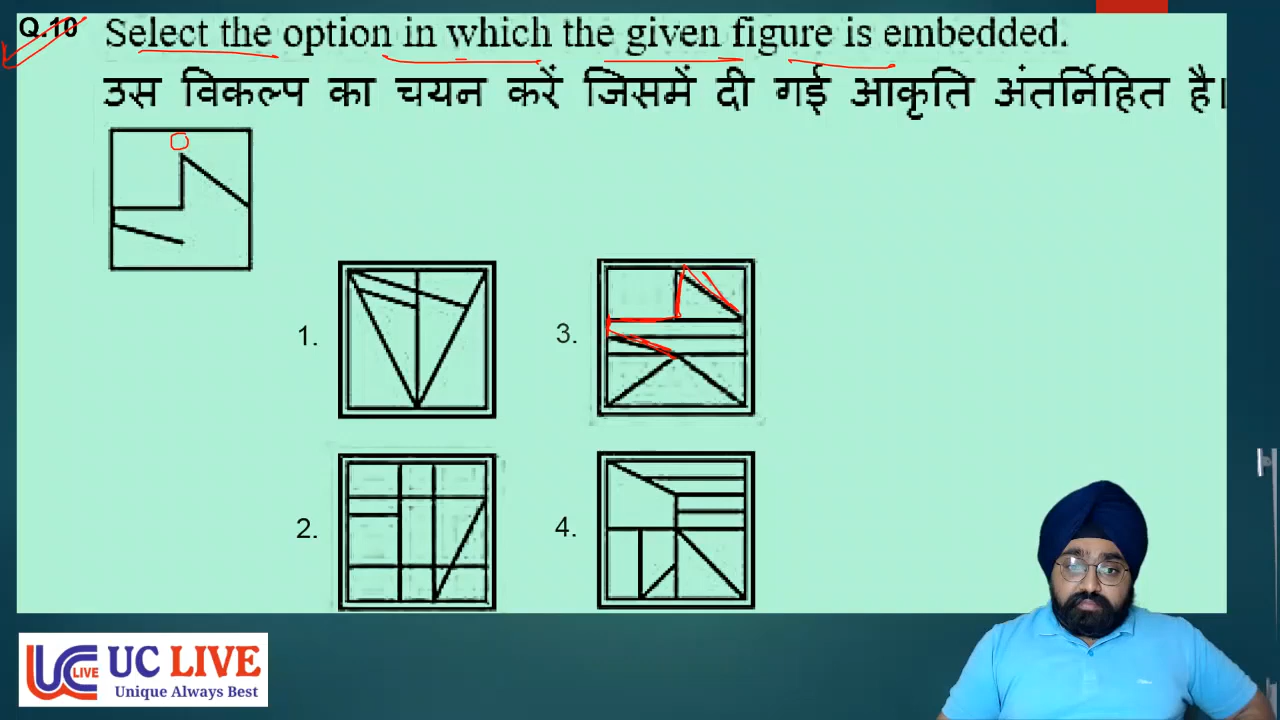 Q.10 Select the option in which the given figure is embedded.
उस विकल्प का चयन करें जिसमें दी गई आकृति अंतर्निहित है।
1.
3.
2.
4.
UC LIVE
LIVE
Unique Always Best